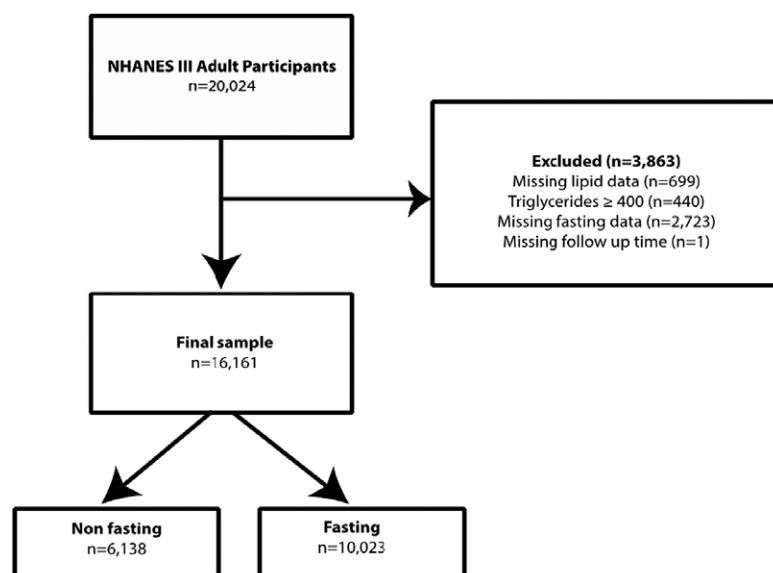 NHANES III Adult Participants
n=20,024
Excluded (n=3,863)
Missing lipid data (n=699)
Triglycerides ≥ 400 (n=440)
Missing fasting data (n=2,723)
Missing follow up time (n=1)
Final sample
n=16,161
Non fasting
n=6,138
Fasting
n=10,023